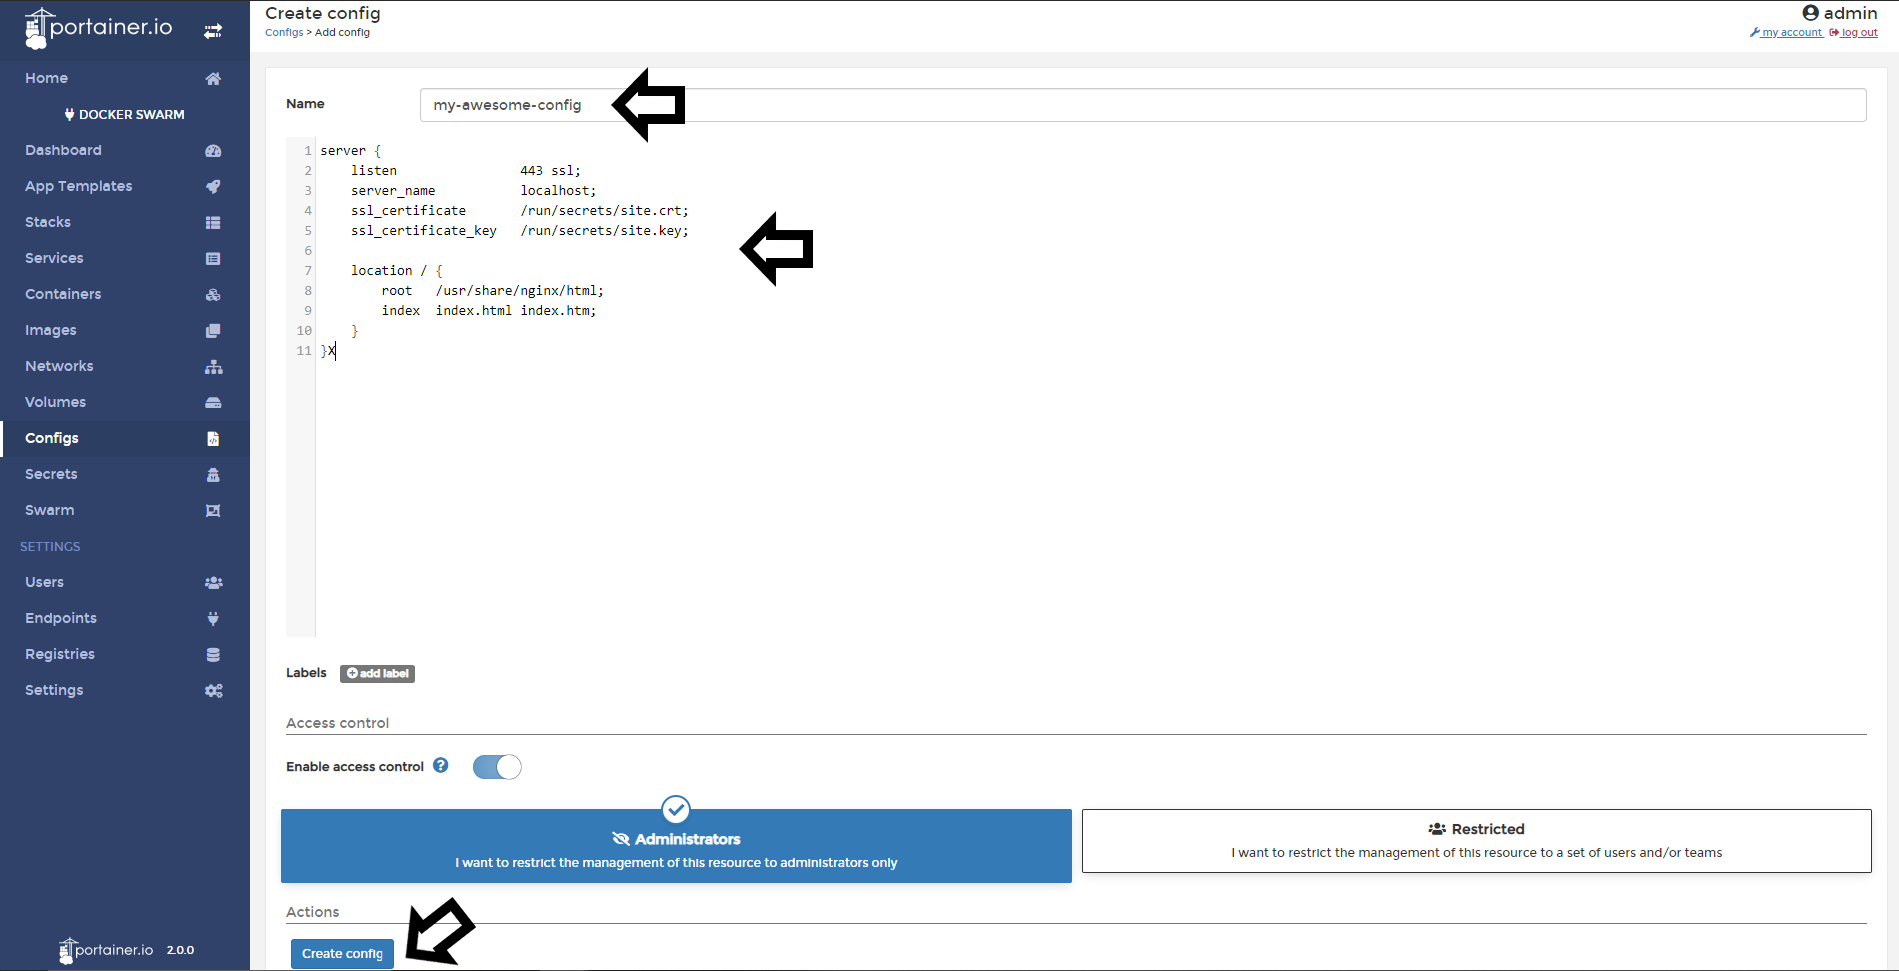 portainer.io
Home
DOCKER SWARM
Dashboard
App Templates
Stacks
Services
Containers
Images
Networks
Volumes
Configs
Secrets
Swarm
SETTINGS
Users
Endpoints
Registries
Settings
portainer.io 2.0.0
Create config
Configs > Add config
admin
my account log out
Name my-awesome-config
1 server {
2     listen                443 ssl;
3     server_name           localhost;
4     ssl_certificate       /run/secrets/site.crt;
5     ssl_certificate_key   /run/secrets/site.key;
6
7     location / {
8         root   /usr/share/nginx/html;
9         index  index.html index.htm;
10     }
11 }X
Labels add label
Access control
Enable access control ?
Administrators
I want to restrict the management of this resource to administrators only
Restricted
I want to restrict the management of this resource to a set of users and/or teams
Actions
Create config